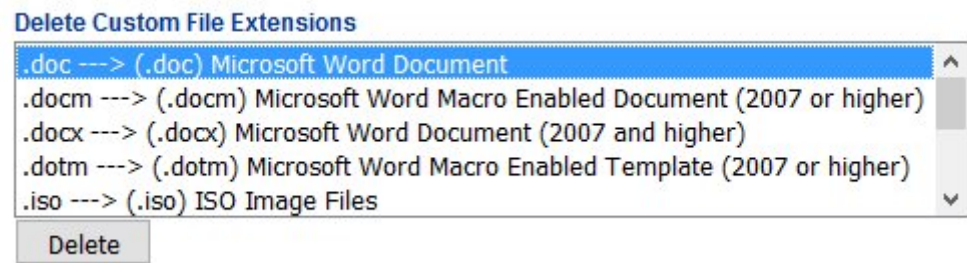 Delete Custom File Extensions
.doc ---> (.doc) Microsoft Word Document
.docm ---> (.docm) Microsoft Word Macro Enabled Document (2007 or higher)
.docx ---> (.docx) Microsoft Word Document (2007 and higher)
.dotm ---> (.dotm) Microsoft Word Macro Enabled Template (2007 or higher)
.iso ---> (.iso) ISO Image Files
Delete